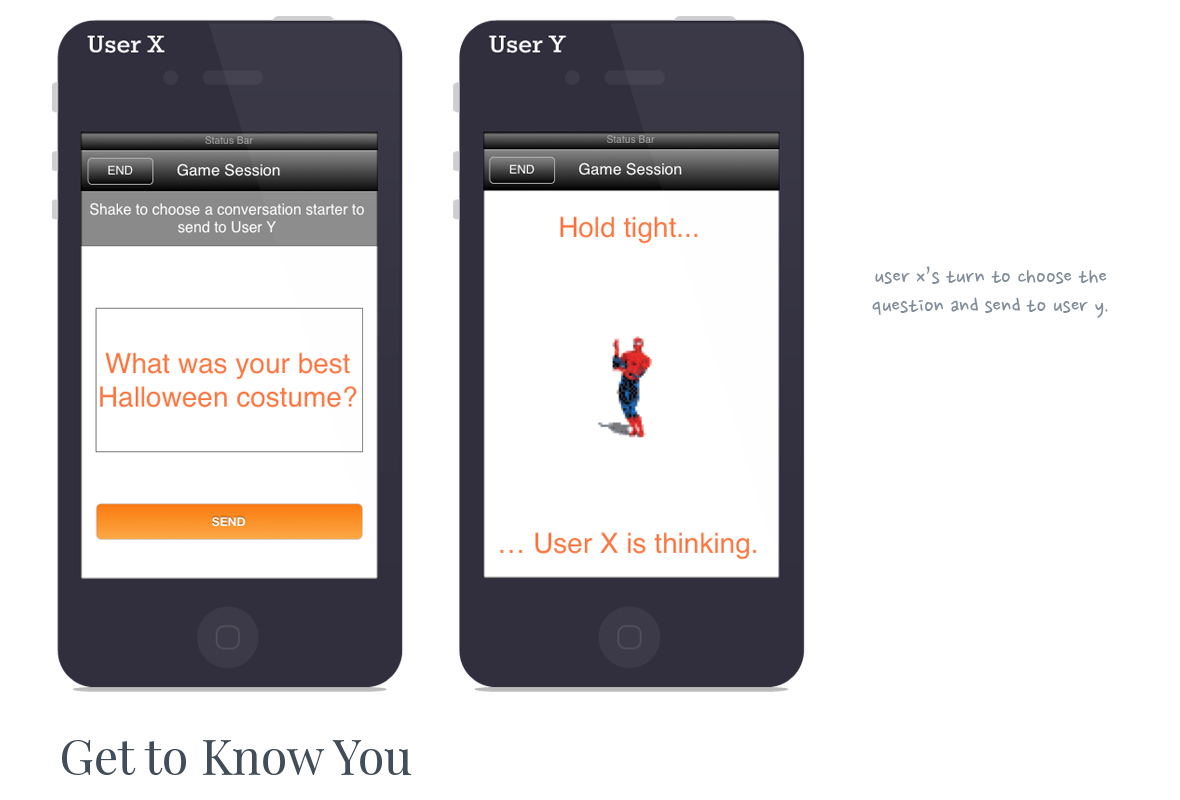 User X
Status Bar
END
Game Session
Shake to choose a conversation starter to
send to User Y
What was your best
Halloween costume?
SEND
User Y
Status Bar
END
Game Session
Hold tight...
... User X is thinking.
user x's turn to choose the
question and send to user y.
Get to Know You